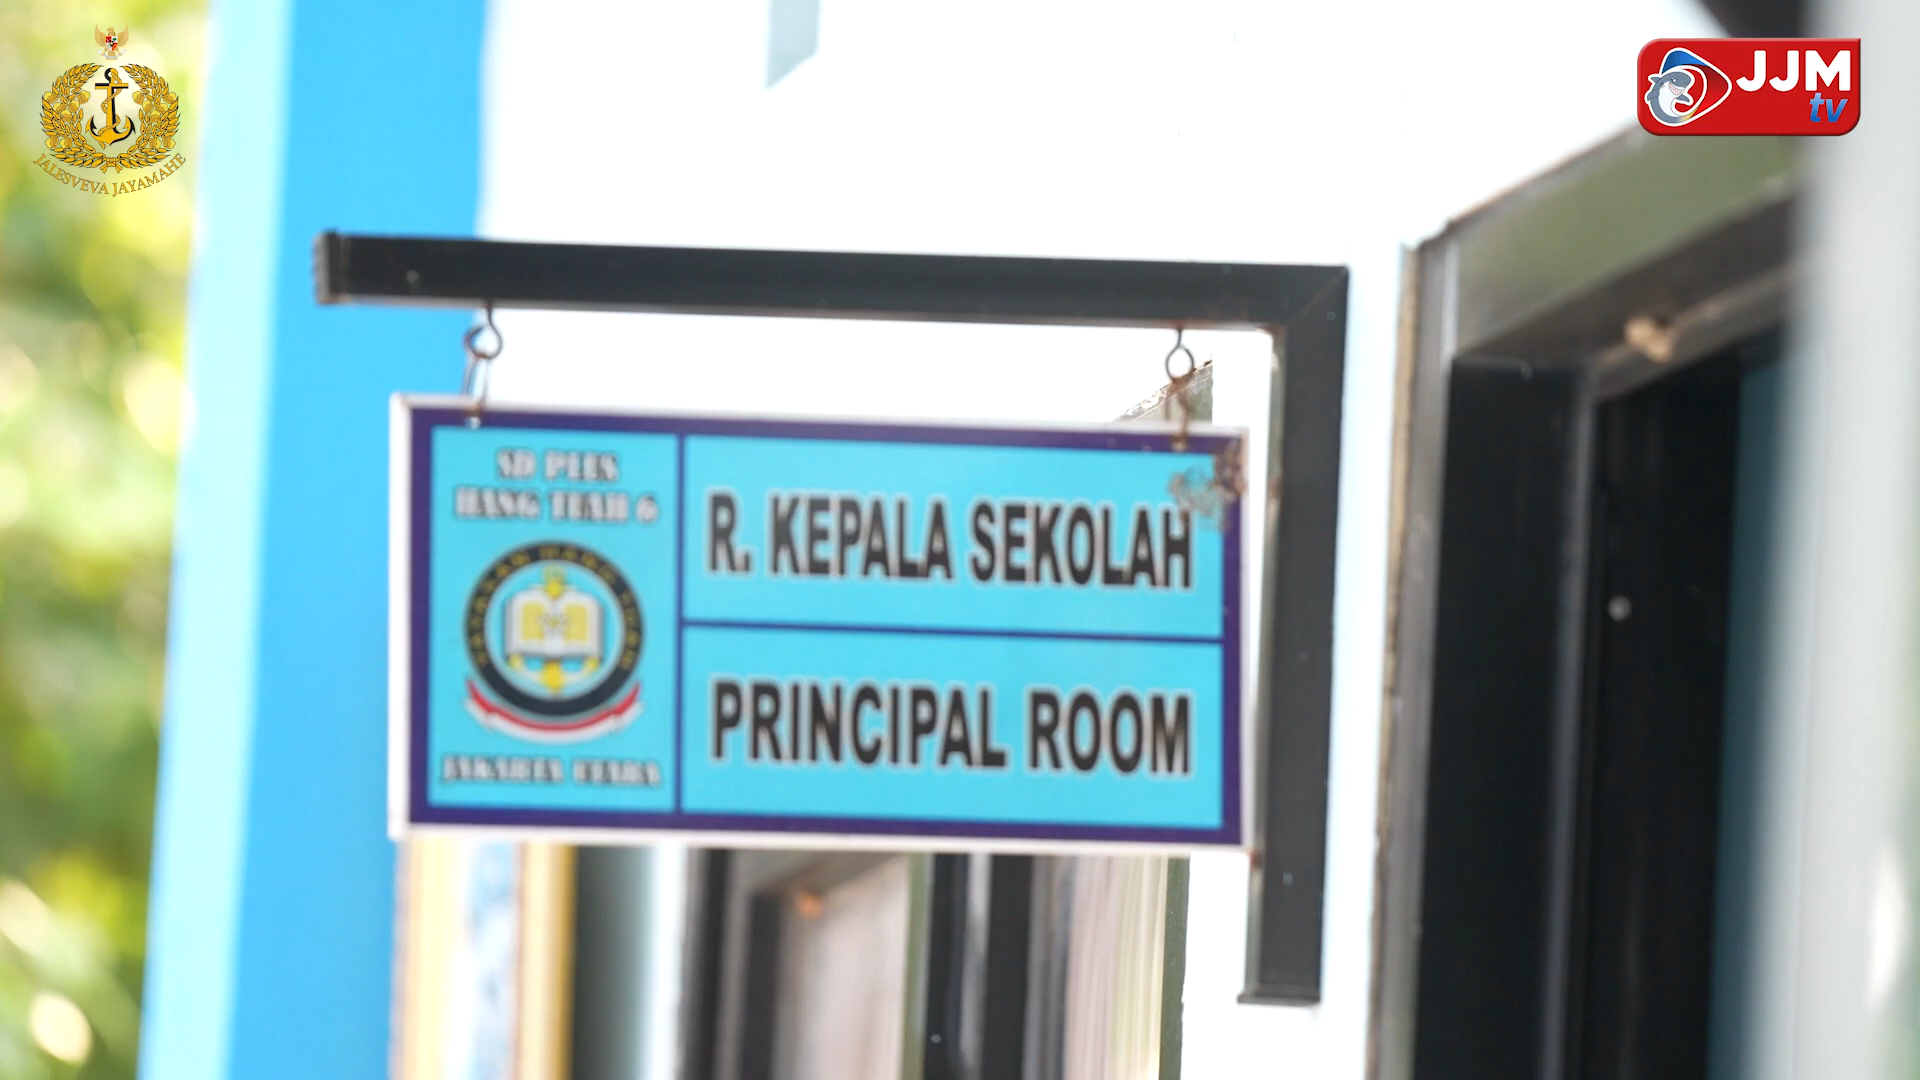 JALESVEVA JAYAMAHE
JJM
tv
SD PLUS
HANG TUAH 6
JAKARTA UTARA
R. KEPALA SEKOLAH
PRINCIPAL ROOM